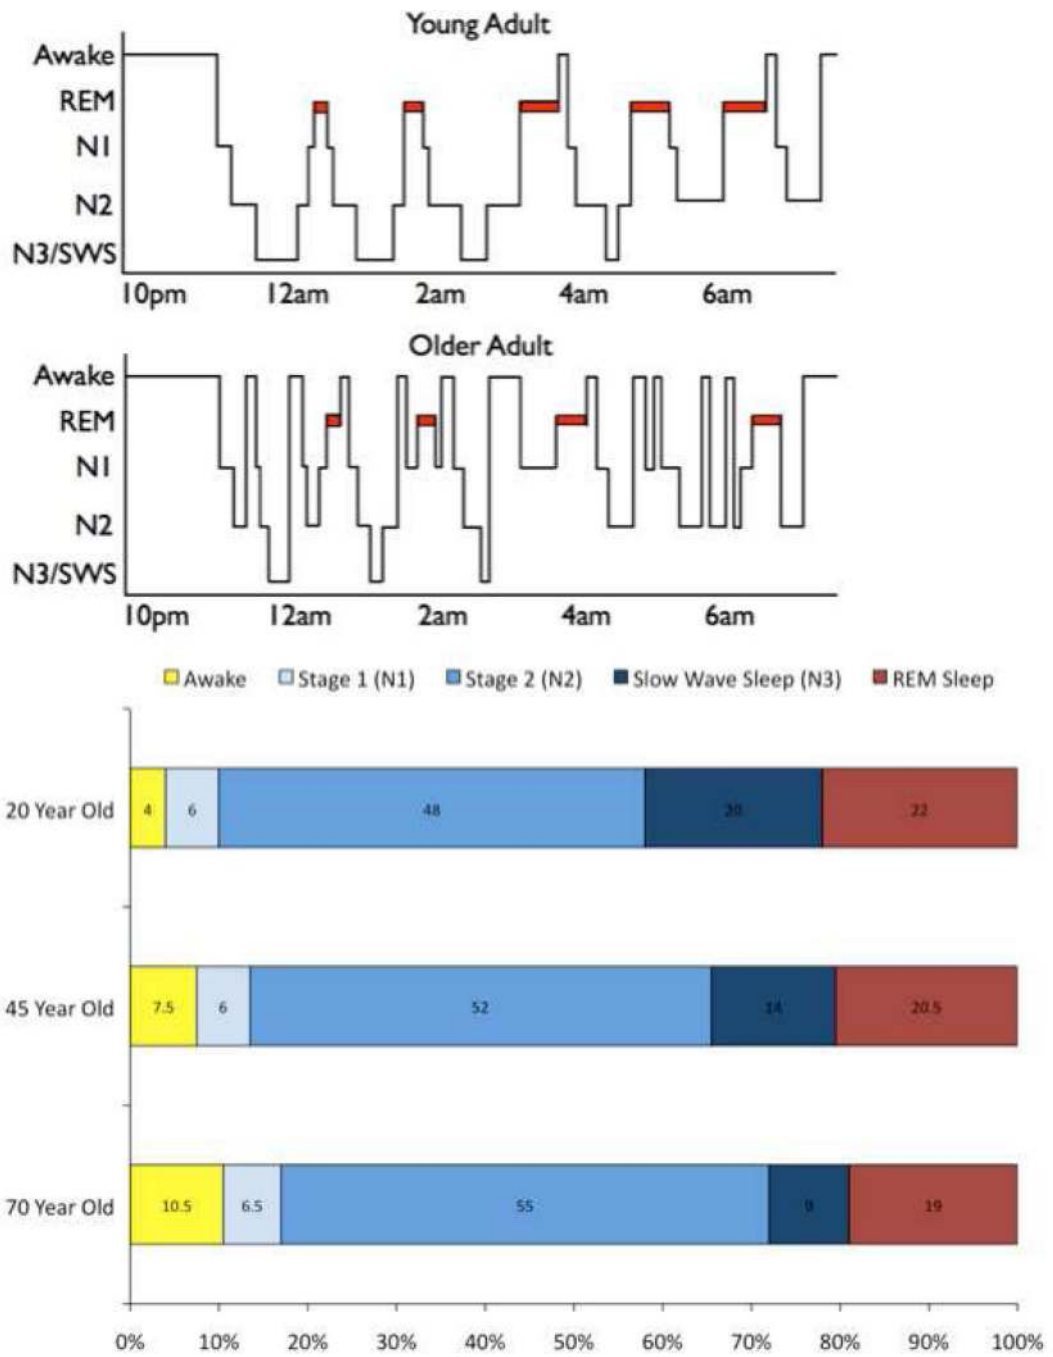 Young Adult
Awake
REM
N1
N2
N3/SWS
10pm 12am 2am 4am 6am
Older Adult
Awake
REM
N1
N2
N3/SWS
10pm 12am 2am 4am 6am
Awake Stage 1 (N1) Stage 2 (N2) Slow Wave Sleep (N3) REM Sleep
20 Year Old 4 6 48 20 22
45 Year Old 7.5 6 52 14 20.5
70 Year Old 10.5 6.5 55 9 19
0% 10% 20% 30% 40% 50% 60% 70% 80% 90% 100%